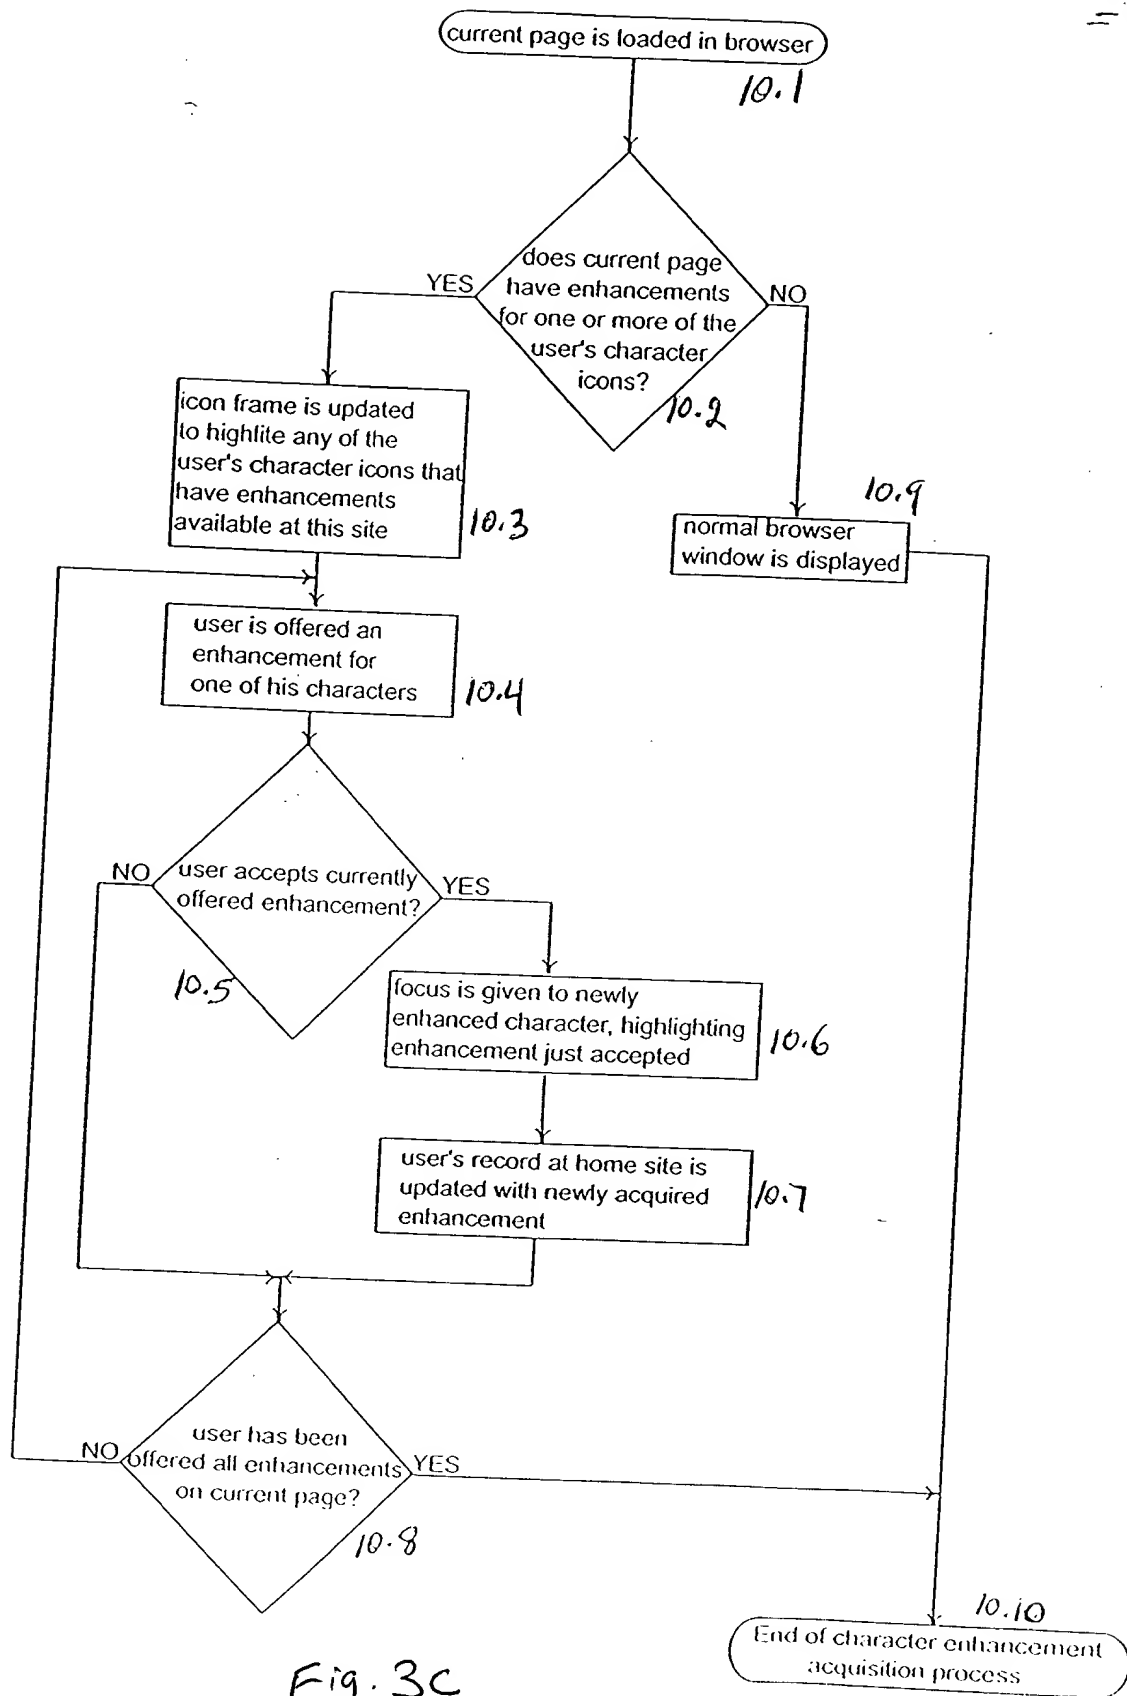 current page is loaded in browser
10.1
does current page
have enhancements
for one or more of the
user's character
icons?
YES
NO
10.2
icon frame is updated
to highlite any of the
user's character icons that
have enhancements
available at this site
10.3
10.9
normal browser
window is displayed
user is offered an
enhancement for
one of his characters
10.4
user accepts currently
offered enhancement?
NO
YES
10.5
focus is given to newly
enhanced character, highlighting
enhancement just accepted
10.6
user's record at home site is
updated with newly acquired
enhancement
10.7
user has been
offered all enhancements
on current page?
NO
YES
10.8
10.10
End of character enhancement
acquisition process
Fig. 3C